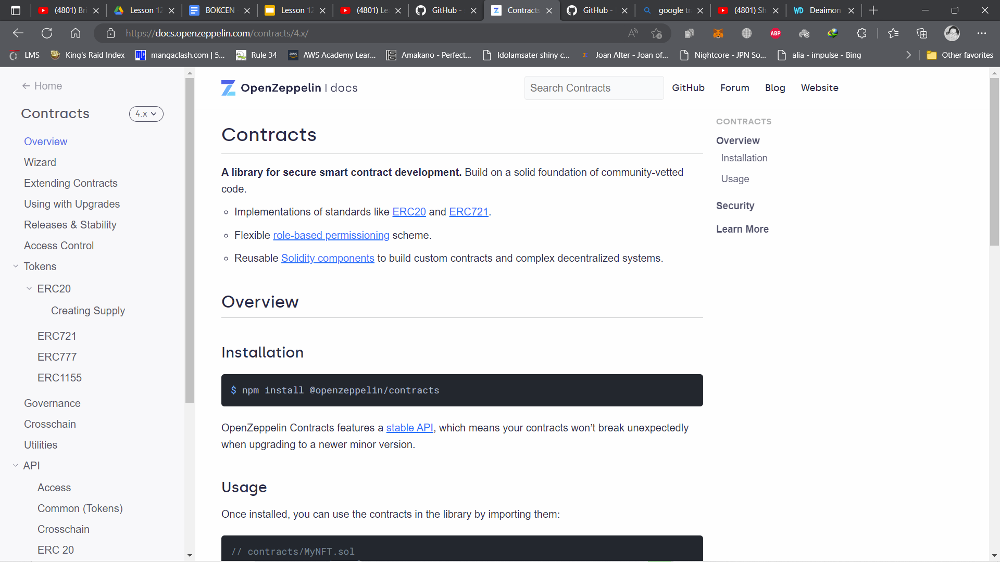 (4801) Bri
Lesson 12
BOKCEN
Lesson 12
(4801) Le
GitHub -
Contracts
GitHub -
google tr
(4801) Sh
WD Deaimon
https://docs.openzeppelin.com/contracts/4.x/
ABP
LMS
King's Raid Index
mangaclash.com | 5...
Rule 34
AWS Academy Lear...
Amakano - Perfect...
Idolamsater shiny c...
Joan Alter - Joan of...
Nightcore - JPN So...
alia - impulse - Bing
Other favorites
← Home
Contracts
4.x
Overview
Wizard
Extending Contracts
Using with Upgrades
Releases & Stability
Access Control
Tokens
ERC20
Creating Supply
ERC721
ERC777
ERC1155
Governance
Crosschain
Utilities
API
Access
Common (Tokens)
Crosschain
ERC 20
OpenZeppelin | docs
Search Contracts
GitHub
Forum
Blog
Website
Contracts
A library for secure smart contract development. Build on a solid foundation of community-vetted
code.
Implementations of standards like ERC20 and ERC721.
Flexible role-based permissioning scheme.
Reusable Solidity components to build custom contracts and complex decentralized systems.
Overview
Installation
$ npm install @openzeppelin/contracts
OpenZeppelin Contracts features a stable API, which means your contracts won't break unexpectedly
when upgrading to a newer minor version.
Usage
Once installed, you can use the contracts in the library by importing them:
// contracts/MyNFT.sol
CONTRACTS
Overview
Installation
Usage
Security
Learn More